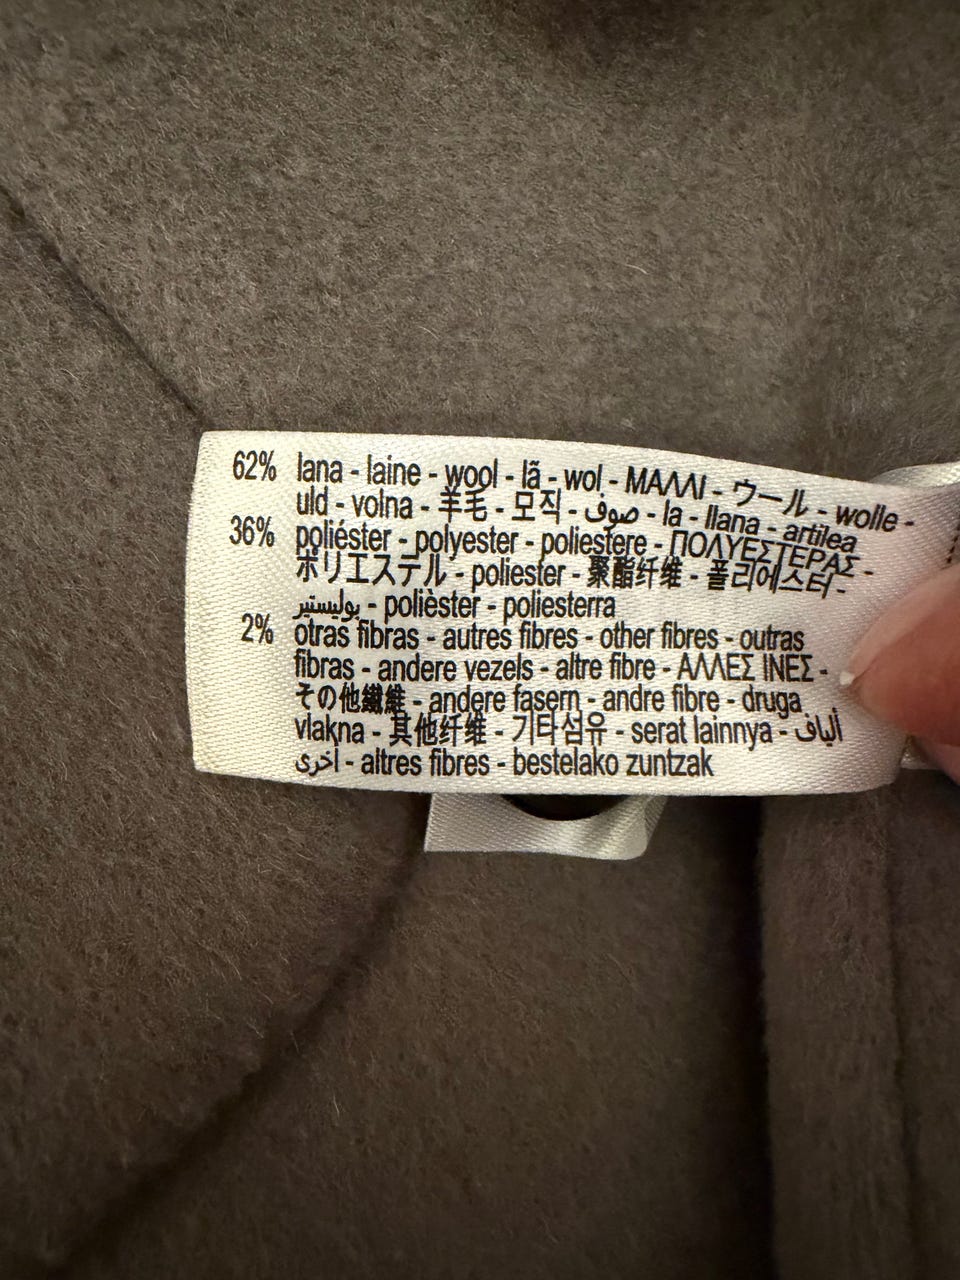 62% lana - laine - wool - lã - wol - ΜΑΛΛΙ - ウール - wolle -
uld - volna - 羊毛 - 모직 - صوف - la - llana - artilea
36% poliéster - polyester - poliestere - ΠΟΛΥΕΣΤΕΡΑΣ -
ポリエステル - poliester - 聚酯纤维 - 폴리에스터 -
بوليستير - polièster - poliesterra
2% otras fibras - autres fibres - other fibres - outras
fibras - andere vezels - altre fibre - ΑΛΛΕΣ ΙΝΕΣ -
その他繊維 - andere fasern - andre fibre - druga
vlakna - 其他纤维 - 기타섬유 - serat lainnya - ألياف
أخرى - altres fibres - bestelako zuntzak